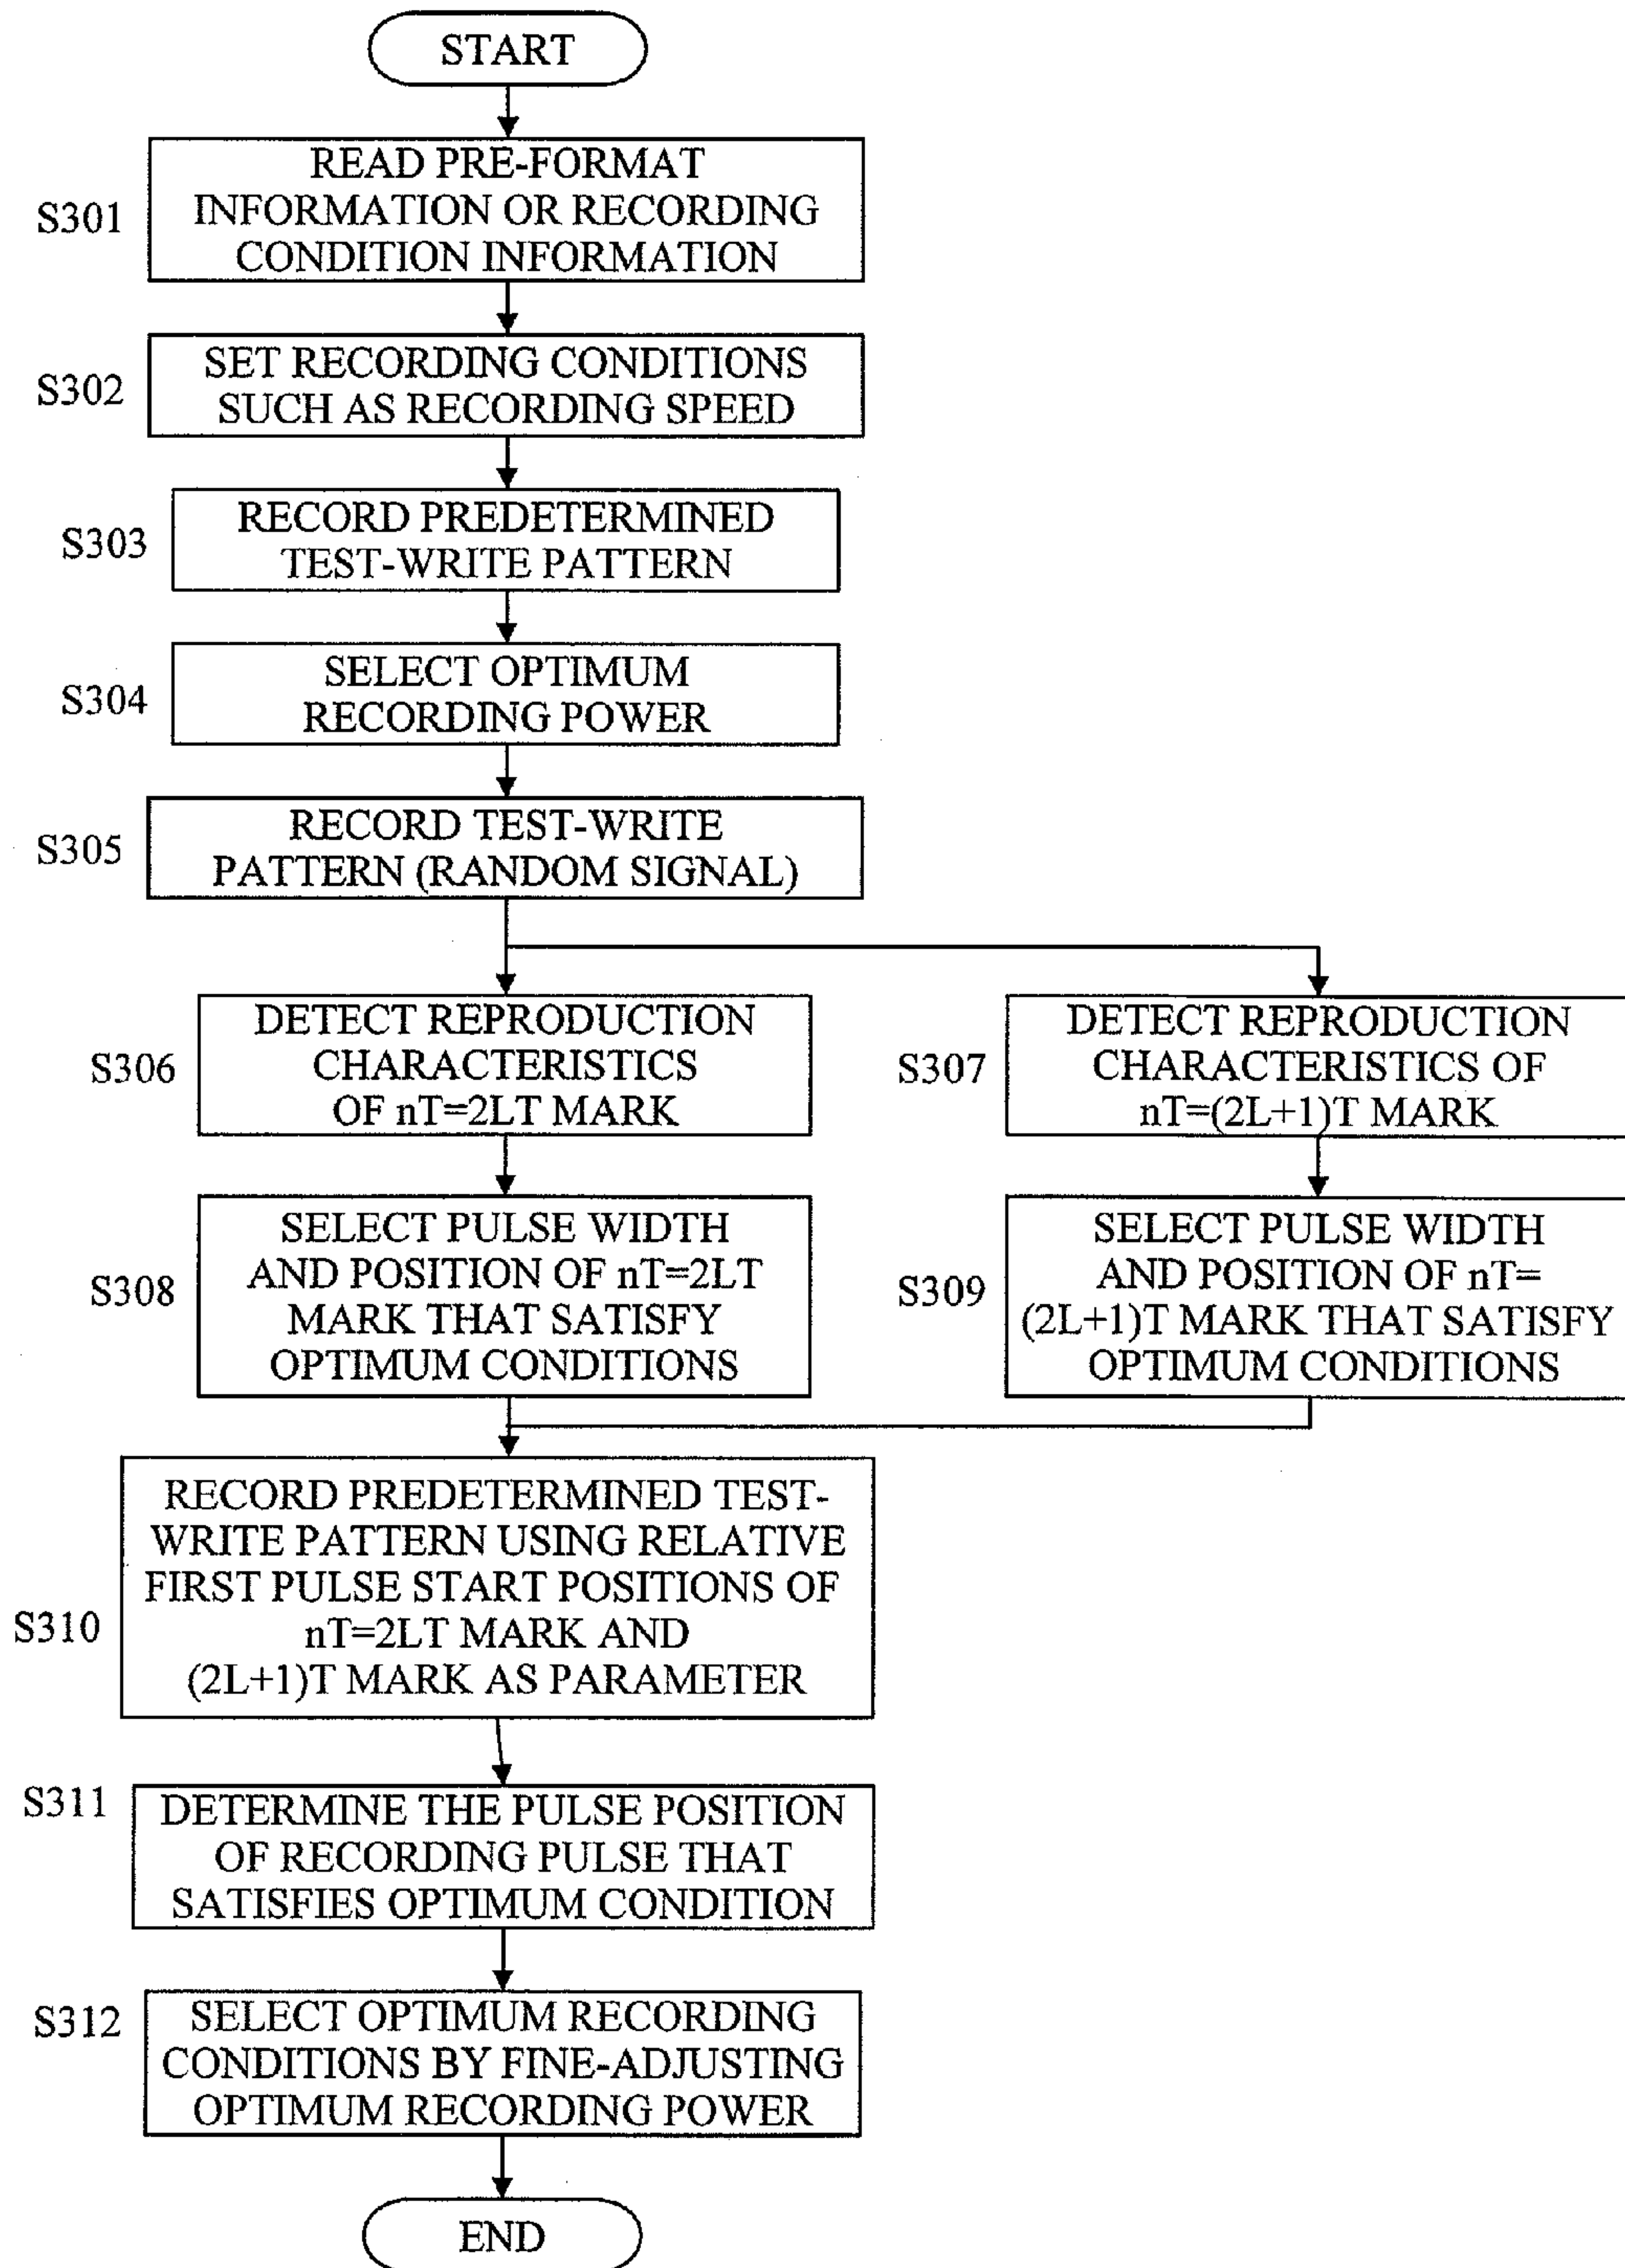 START
S301
READ PRE-FORMAT
INFORMATION OR RECORDING
CONDITION INFORMATION
S302
SET RECORDING CONDITIONS
SUCH AS RECORDING SPEED
S303
RECORD PREDETERMINED
TEST-WRITE PATTERN
S304
SELECT OPTIMUM
RECORDING POWER
S305
RECORD TEST-WRITE
PATTERN (RANDOM SIGNAL)
S306
DETECT REPRODUCTION
CHARACTERISTICS
OF nT=2LT MARK
S307
DETECT REPRODUCTION
CHARACTERISTICS OF
nT=(2L+1)T MARK
S308
SELECT PULSE WIDTH
AND POSITION OF nT=2LT
MARK THAT SATISFY
OPTIMUM CONDITIONS
S309
SELECT PULSE WIDTH
AND POSITION OF nT=
(2L+1)T MARK THAT SATISFY
OPTIMUM CONDITIONS
S310
RECORD PREDETERMINED TEST-
WRITE PATTERN USING RELATIVE
FIRST PULSE START POSITIONS OF
nT=2LT MARK AND
(2L+1)T MARK AS PARAMETER
S311
DETERMINE THE PULSE POSITION
OF RECORDING PULSE THAT
SATISFIES OPTIMUM CONDITION
S312
SELECT OPTIMUM RECORDING
CONDITIONS BY FINE-ADJUSTING
OPTIMUM RECORDING POWER
END